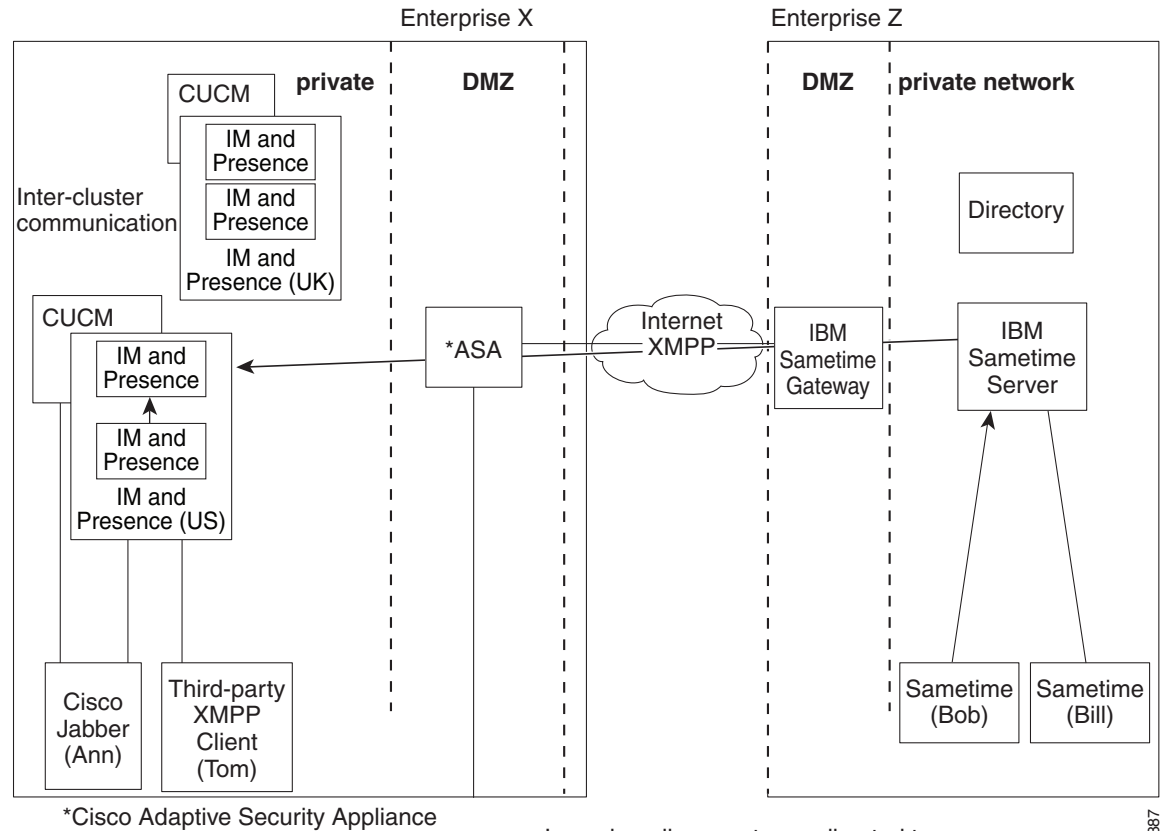 Enterprise X
Enterprise Z
private
DMZ
DMZ
private network
CUCM
IM and
Presence
IM and
Presence
IM and
Presence (UK)
Inter-cluster
communication
Directory
CUCM
IM and
Presence
IM and
Presence
IM and
Presence (US)
*ASA
Internet
XMPP
IBM
Sametime
Gateway
IBM
Sametime
Server
Cisco
Jabber
(Ann)
Third-party
XMPP
Client
(Tom)
Sametime
(Bob)
Sametime
(Bill)
*Cisco Adaptive Security Appliance